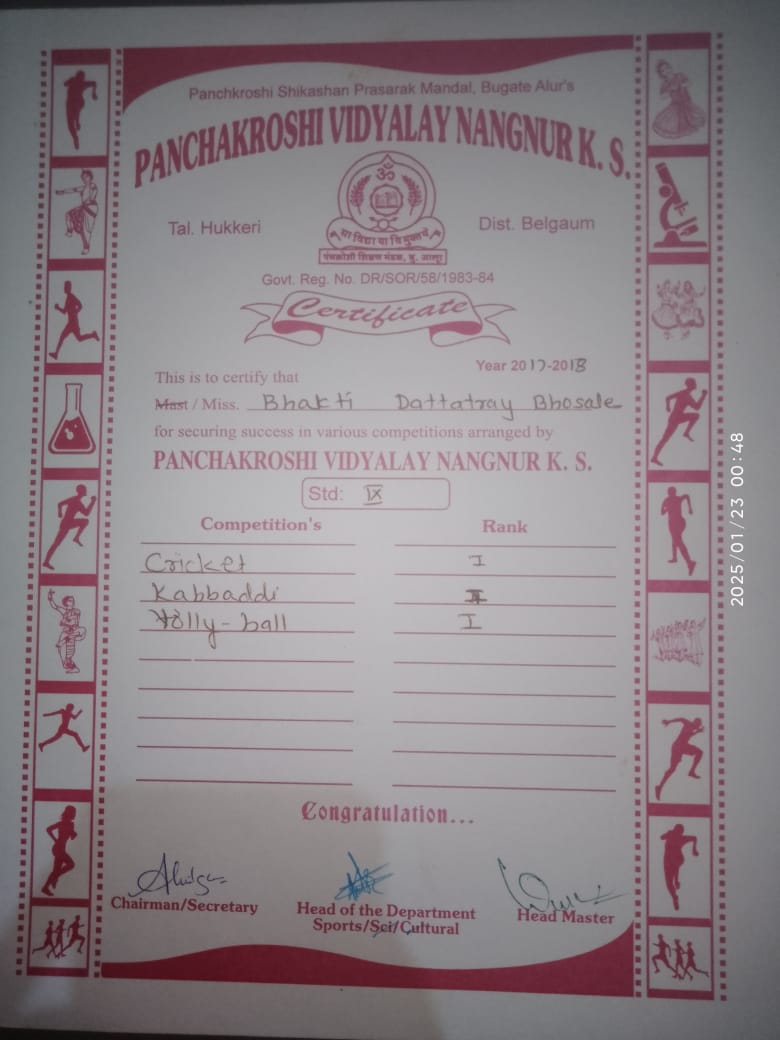 Panchkroshi Shikashan Prasarak Mandal, Bugate Alur's
PANCHAKROSHI VIDYALAY NANGNUR K. S.
Tal. Hukkeri
Dist. Belgaum
ॐ
सा विद्या या विमुक्तये
पंचक्रोशी शिक्षण मंडळ, बु. आलूर
Govt. Reg. No. DR/SOR/58/1983-84
Certificate
Year 2017-2018
This is to certify that
Mast / Miss. Bhakti Dattatray Bhosale
for securing success in various competitions arranged by
PANCHAKROSHI VIDYALAY NANGNUR K. S.
Std: IX
Competition's Rank
Cricket I
Kabbaddi
Volly-ball I
Congratulation...
Chairman/Secretary
Head of the Department
Sports/Sci/Cultural
Head Master
2025/01/23 00:48